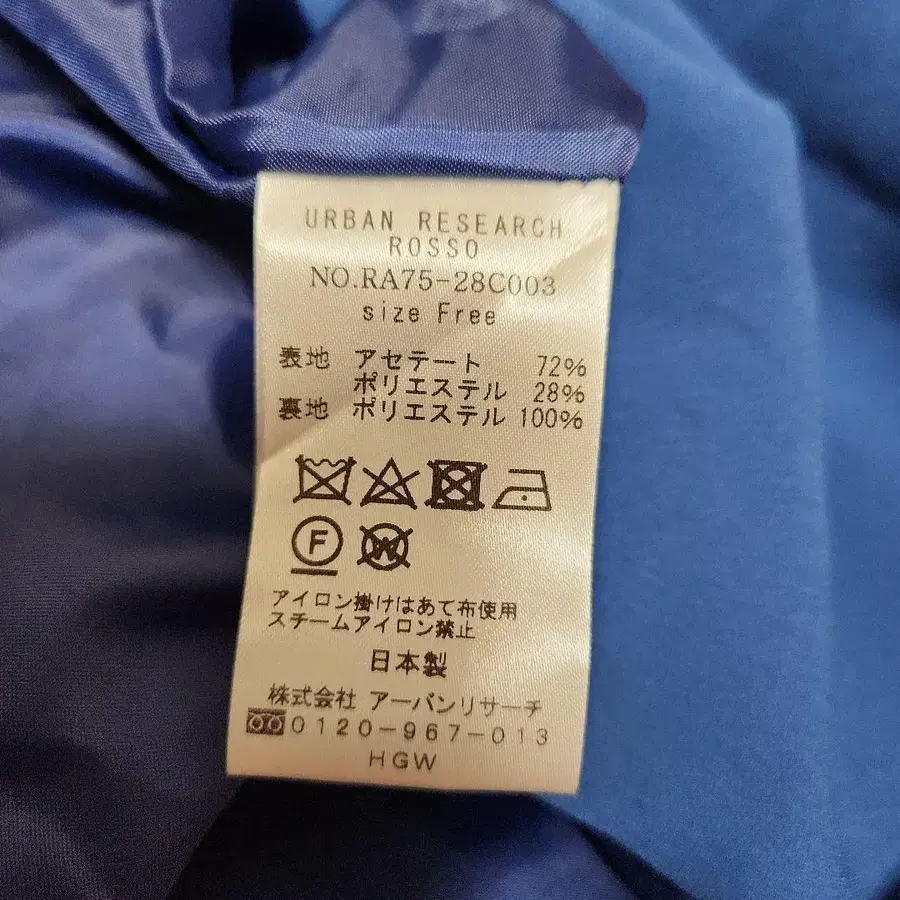 URBAN RESEARCH
ROSSO
NO.RA75-28C003
size Free
表地 アセテート 72%
ポリエステル 28%
裏地 ポリエステル 100%
F
W
アイロン掛けはあて布使用
スチームアイロン禁止
日本製
株式会社 アーバンリサーチ
0120-967-013
HGW